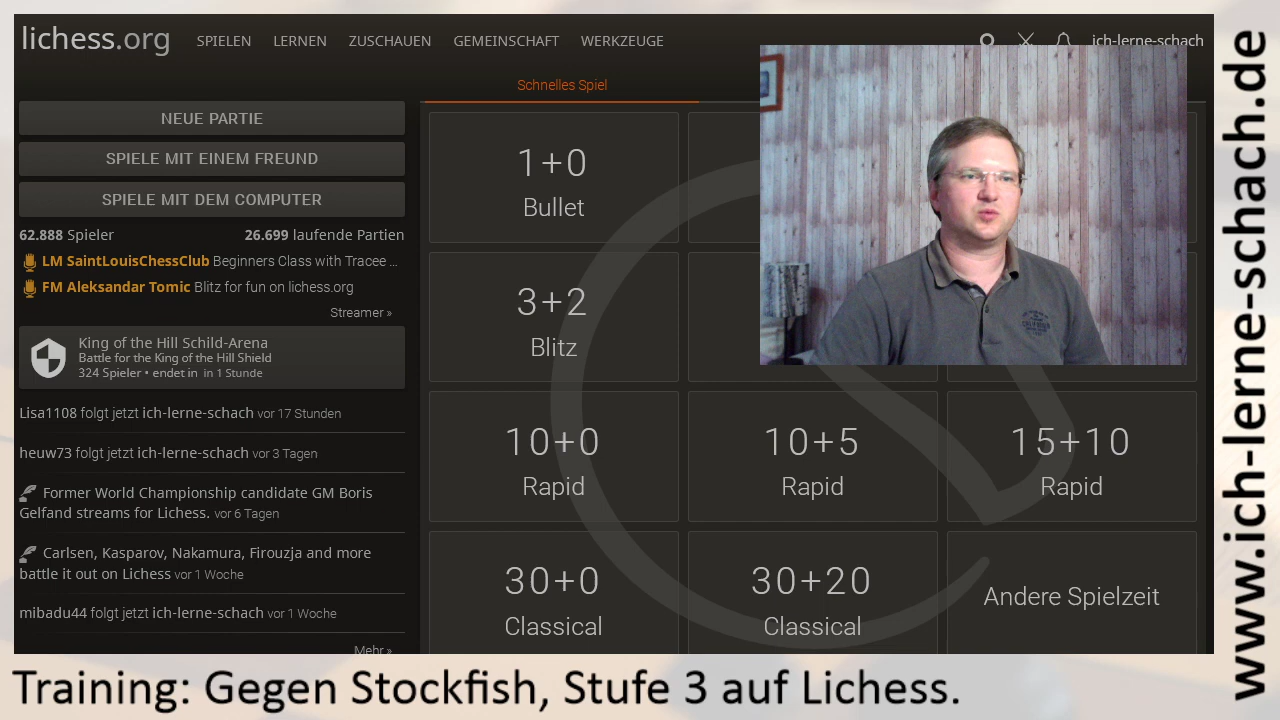 lichess.org
SPIELEN LERNEN ZUSCHAUEN GEMEINSCHAFT WERKZEUGE
ich-lerne-schach
Schnelles Spiel
NEUE PARTIE
SPIELE MIT EINEM FREUND
SPIELE MIT DEM COMPUTER
62.888 Spieler 26.699 laufende Partien
LM SaintLouisChessClub Beginners Class with Tracee ...
FM Aleksandar Tomic Blitz for fun on lichess.org
Streamer »
King of the Hill Schild-Arena
Battle for the King of the Hill Shield
324 Spieler • endet in in 1 Stunde
Lisa1108 folgt jetzt ich-lerne-schach vor 17 Stunden
heuw73 folgt jetzt ich-lerne-schach vor 3 Tagen
Former World Championship candidate GM Boris
Gelfand streams for Lichess. vor 6 Tagen
Carlsen, Kasparov, Nakamura, Firouzja and more
battle it out on Lichess vor 1 Woche
mibadu44 folgt jetzt ich-lerne-schach vor 1 Woche
Mehr »
1+0
Bullet
3+2
Blitz
10+0
Rapid
10+5
Rapid
15+10
Rapid
30+0
Classical
30+20
Classical
Andere Spielzeit
Training: Gegen Stockfish, Stufe 3 auf Lichess.
www.ich-lerne-schach.de